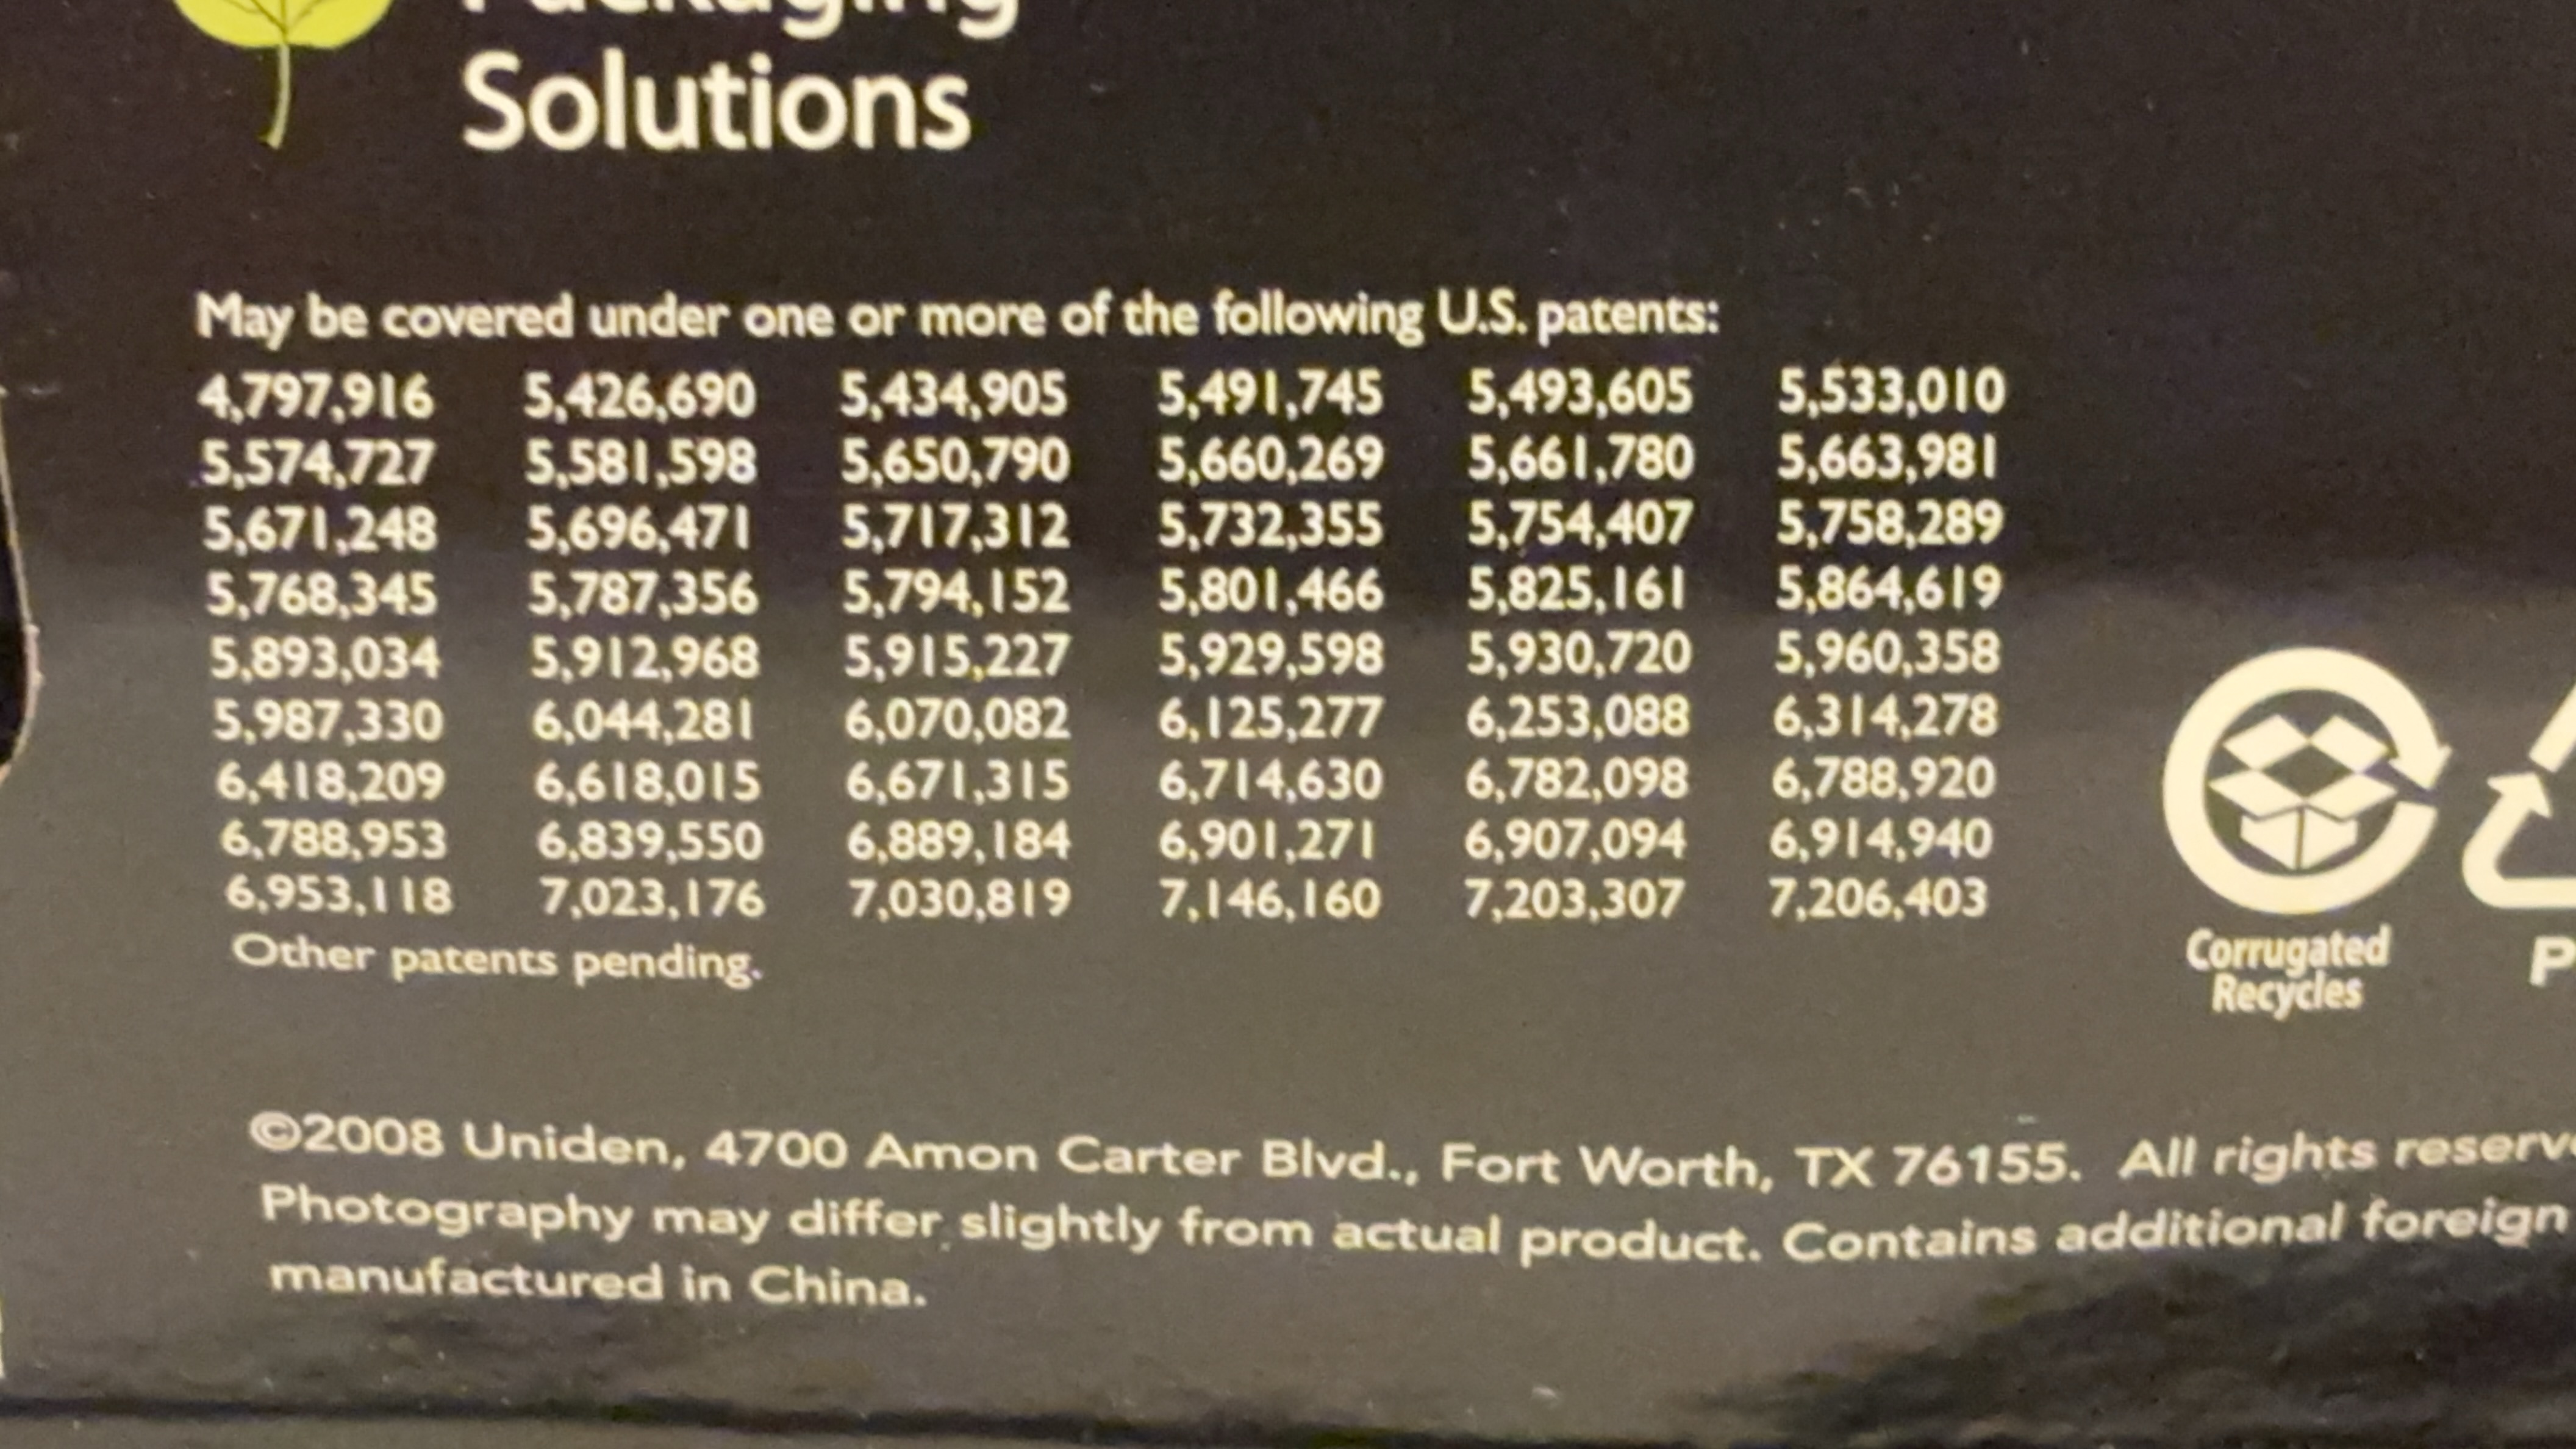 Packaging
Solutions
May be covered under one or more of the following U.S. patents:
4,797,916 5,426,690 5,434,905 5,491,745 5,493,605 5,533,010
5,574,727 5,581,598 5,650,790 5,660,269 5,661,780 5,663,981
5,671,248 5,696,471 5,717,312 5,732,355 5,754,407 5,758,289
5,768,345 5,787,356 5,794,152 5,801,466 5,825,161 5,864,619
5,893,034 5,912,968 5,915,227 5,929,598 5,930,720 5,960,358
5,987,330 6,044,281 6,070,082 6,125,277 6,253,088 6,314,278
6,418,209 6,618,015 6,671,315 6,714,630 6,782,098 6,788,920
6,788,953 6,839,550 6,889,184 6,901,271 6,907,094 6,914,940
6,953,118 7,023,176 7,030,819 7,146,160 7,203,307 7,206,403
Other patents pending.
Corrugated
Recycles
P
©2008 Uniden, 4700 Amon Carter Blvd., Fort Worth, TX 76155. All rights reserve
Photography may differ slightly from actual product. Contains additional foreign
manufactured in China.